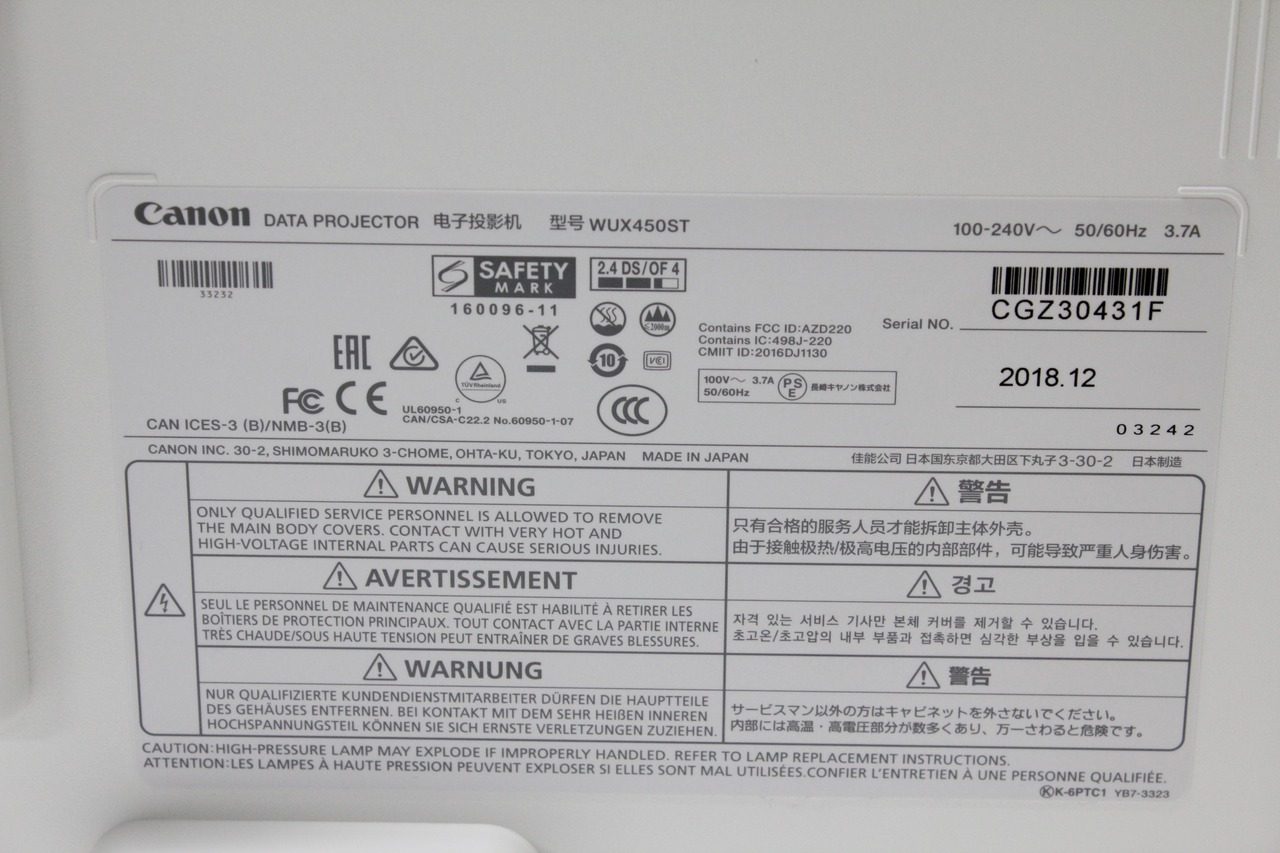 Canon DATA PROJECTOR 电子投影机 型号 WUX450ST 100-240V～ 50/60Hz 3.7A
33232
SAFETY
MARK
160096-11
2.4 DS/OF 4
≤2000m
10
VCCI
Contains FCC ID:AZD220
Contains IC:498J-220
CMIIT ID:2016DJ1130
Serial NO. CGZ30431F
EAC
TÜVRheinland
C US
100V～ 3.7A
50/60Hz
PSE 長崎キヤノン株式会社
2018.12
FC CE
UL60950-1
CAN/CSA-C22.2 No.60950-1-07
CCC
CAN ICES-3 (B)/NMB-3(B)
03242
CANON INC. 30-2, SHIMOMARUKO 3-CHOME, OHTA-KU, TOKYO, JAPAN MADE IN JAPAN 佳能公司 日本国东京都大田区下丸子3-30-2 日本制造
WARNING
ONLY QUALIFIED SERVICE PERSONNEL IS ALLOWED TO REMOVE
THE MAIN BODY COVERS. CONTACT WITH VERY HOT AND
HIGH-VOLTAGE INTERNAL PARTS CAN CAUSE SERIOUS INJURIES.
警告
只有合格的服务人员才能拆卸主体外壳。
由于接触极热/极高电压的内部部件，可能导致严重人身伤害。
AVERTISSEMENT
SEUL LE PERSONNEL DE MAINTENANCE QUALIFIÉ EST HABILITÉ À RETIRER LES
BOÎTIERS DE PROTECTION PRINCIPAUX. TOUT CONTACT AVEC LA PARTIE INTERNE
TRÈS CHAUDE/SOUS HAUTE TENSION PEUT ENTRAÎNER DE GRAVES BLESSURES.
경고
자격 있는 서비스 기사만 본체 커버를 제거할 수 있습니다.
초고온/초고압의 내부 부품과 접촉하면 심각한 부상을 입을 수 있습니다.
WARNUNG
NUR QUALIFIZIERTE KUNDENDIENSTMITARBEITER DÜRFEN DIE HAUPTTEILE
DES GEHÄUSES ENTFERNEN. BEI KONTAKT MIT DEM SEHR HEIßEN INNEREN
HOCHSPANNUNGSTEIL KÖNNEN SIE SICH ERNSTE VERLETZUNGEN ZUZIEHEN.
警告
サービスマン以外の方はキャビネットを外さないでください。
内部には高温・高電圧部分が数多くあり、万一さわると危険です。
CAUTION:HIGH-PRESSURE LAMP MAY EXPLODE IF IMPROPERLY HANDLED. REFER TO LAMP REPLACEMENT INSTRUCTIONS.
ATTENTION:LES LAMPES À HAUTE PRESSION PEUVENT EXPLOSER SI ELLES SONT MAL UTILISÉES.CONFIER L'ENTRETIEN À UNE PERSONNE QUALIFIÉE.
ⓀK-6PTC1 YB7-3323